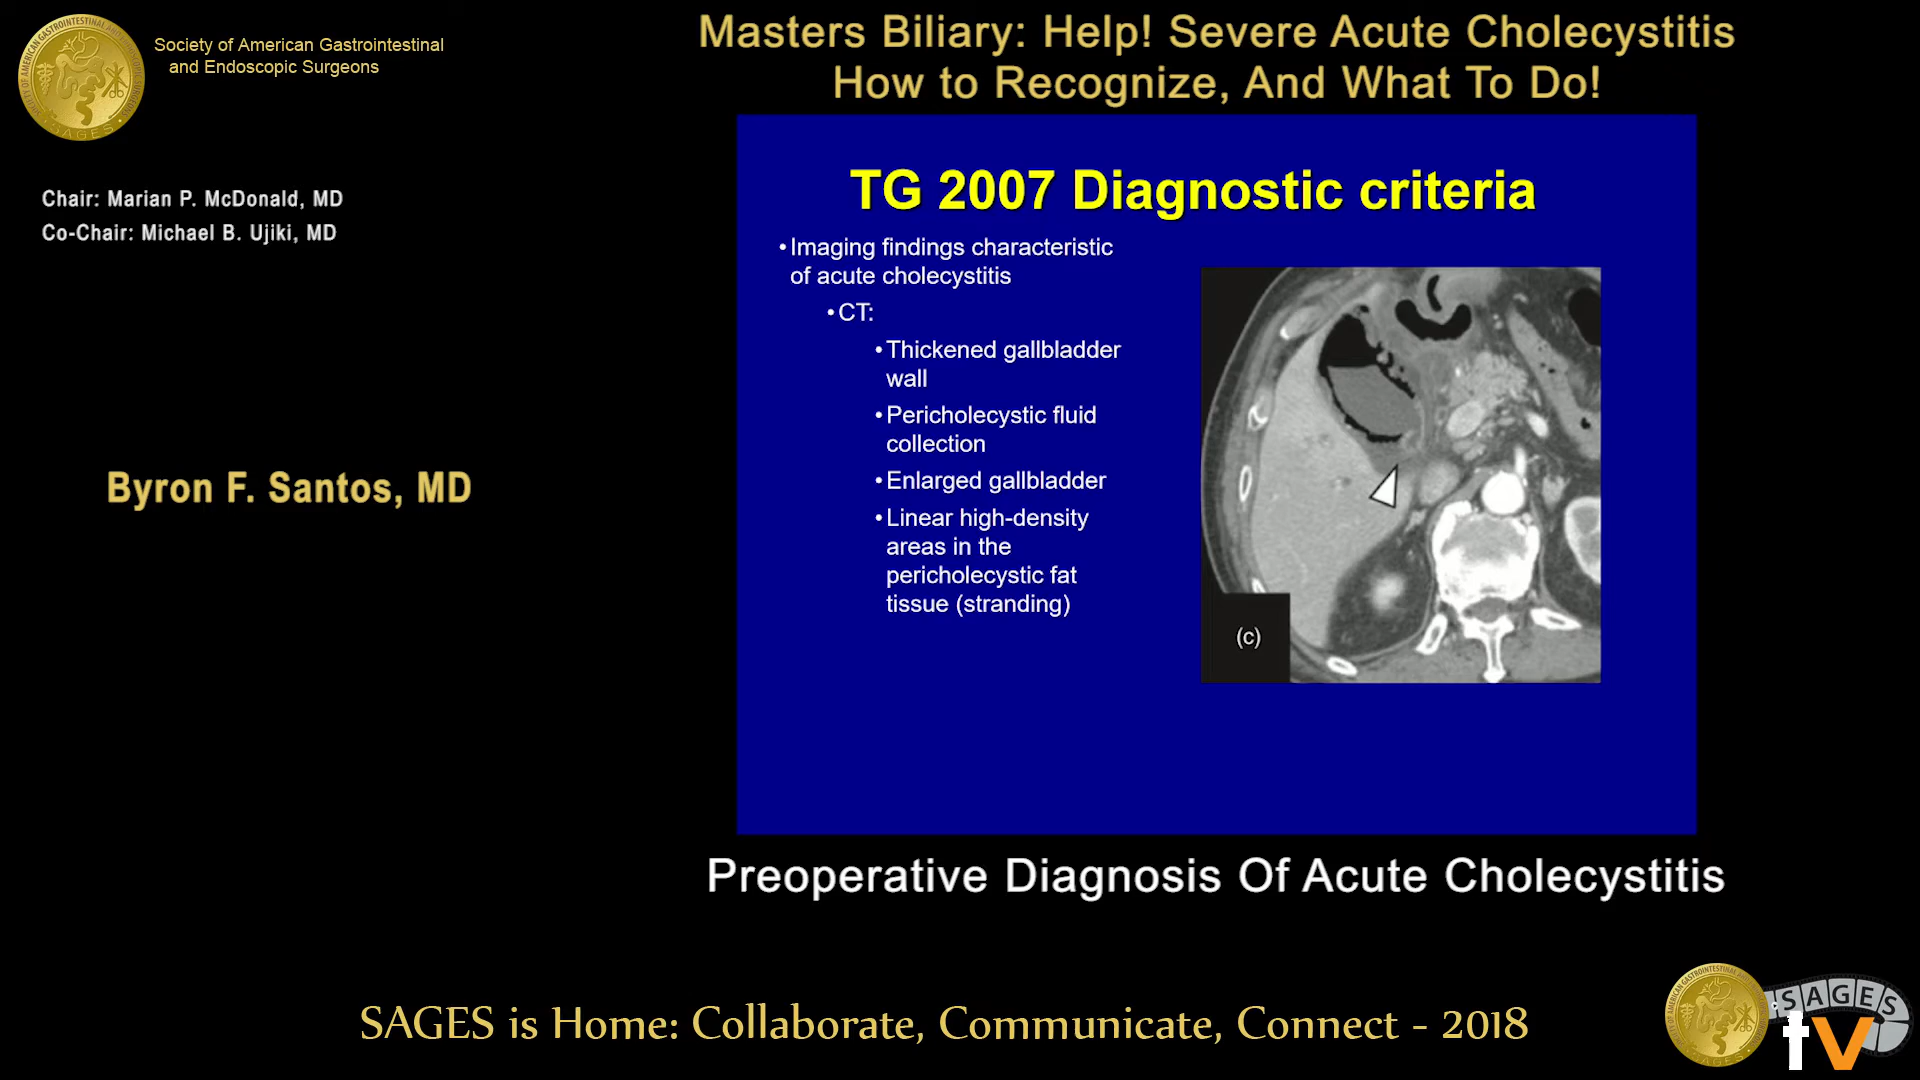 Society of American Gastrointestinal
and Endoscopic Surgeons
Masters Biliary: Help! Severe Acute Cholecystitis
How to Recognize, And What To Do!
Chair: Marian P. McDonald, MD
Co-Chair: Michael B. Ujiki, MD
Byron F. Santos, MD
TG 2007 Diagnostic criteria
•Imaging findings characteristic
of acute cholecystitis
•CT:
•Thickened gallbladder
wall
•Pericholecystic fluid
collection
•Enlarged gallbladder
•Linear high-density
areas in the
pericholecystic fat
tissue (stranding)
(c)
Preoperative Diagnosis Of Acute Cholecystitis
SAGES is Home: Collaborate, Communicate, Connect - 2018
SAGES
tv